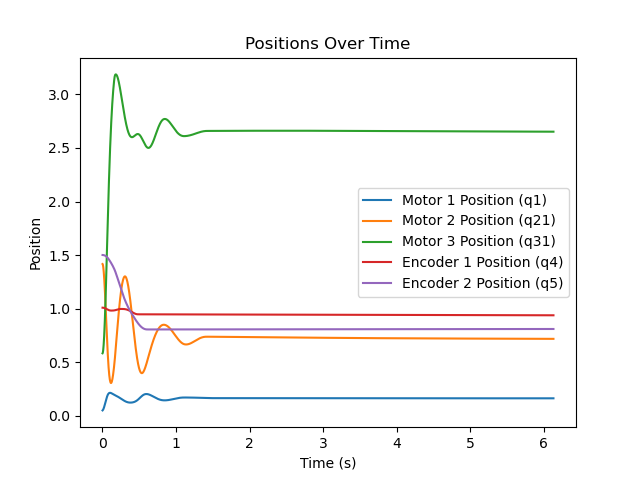 Positions Over Time
Position
3.0
2.5
2.0
1.5
1.0
0.5
0.0
Motor 1 Position (q1)
Motor 2 Position (q21)
Motor 3 Position (q31)
Encoder 1 Position (q4)
Encoder 2 Position (q5)
0 1 2 3 4 5 6
Time (s)